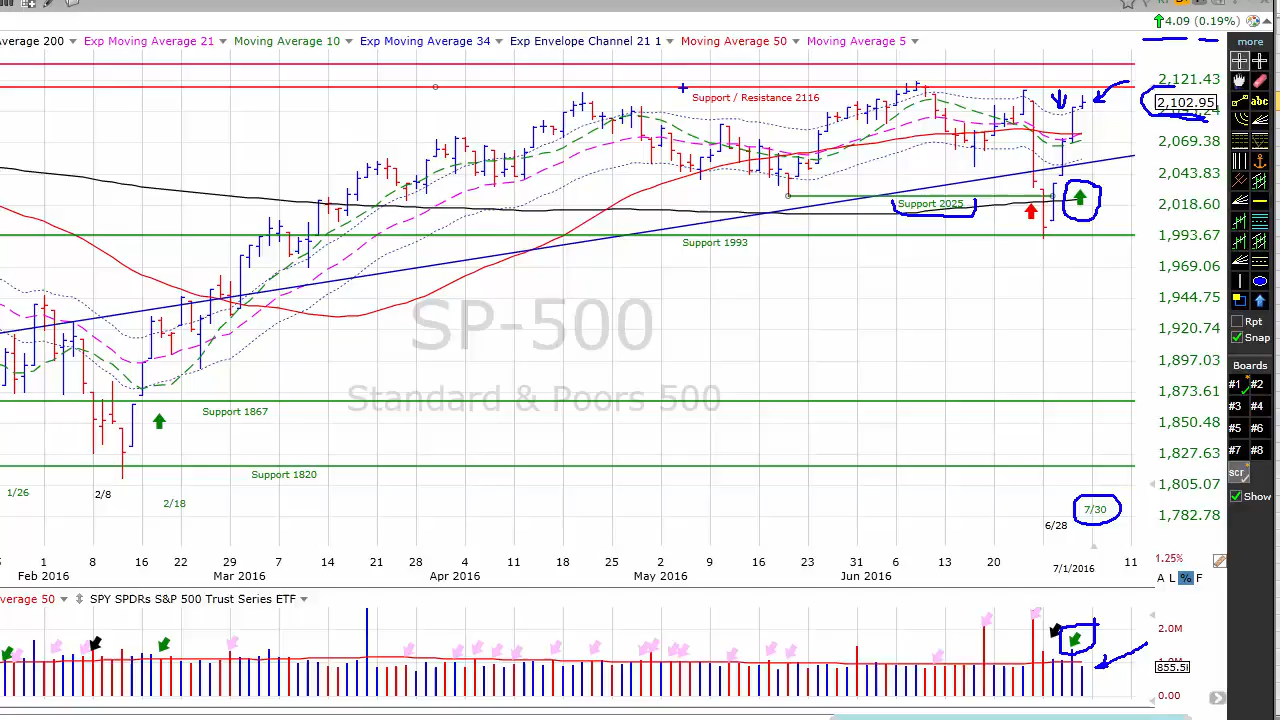 4.09 (0.19%)
Average 200 Exp Moving Average 21 Moving Average 10 Exp Moving Average 34 Exp Envelope Channel 21 1 Moving Average 50 Moving Average 5
more
2,121.43
Support / Resistance 2116
abc
2,102.95
2,069.38
2,043.83
Support 2025
2,018.60
Support 1993
1,993.67
1,969.06
1,944.75
SP-500
1,920.74
Rpt
Snap
1,897.03
Boards
Standard & Poors 500
1,873.61
#1 #2
Support 1867
#3 #4
1,850.48
#5 #6
1,827.63
#7 #8
Support 1820
scr
1,805.07
1/26
2/8
2/18
Show
7/30
1,782.78
6/28
1 8 16 22 29 7 14 21 4 11 18 25 2 9 16 23 31 6 13 20 11
1.25%
Feb 2016 Mar 2016 Apr 2016 May 2016 Jun 2016 7/1/2016
A L % F
verage 50 SPY SPDRs S&P 500 Trust Series ETF
2.0M
0.00